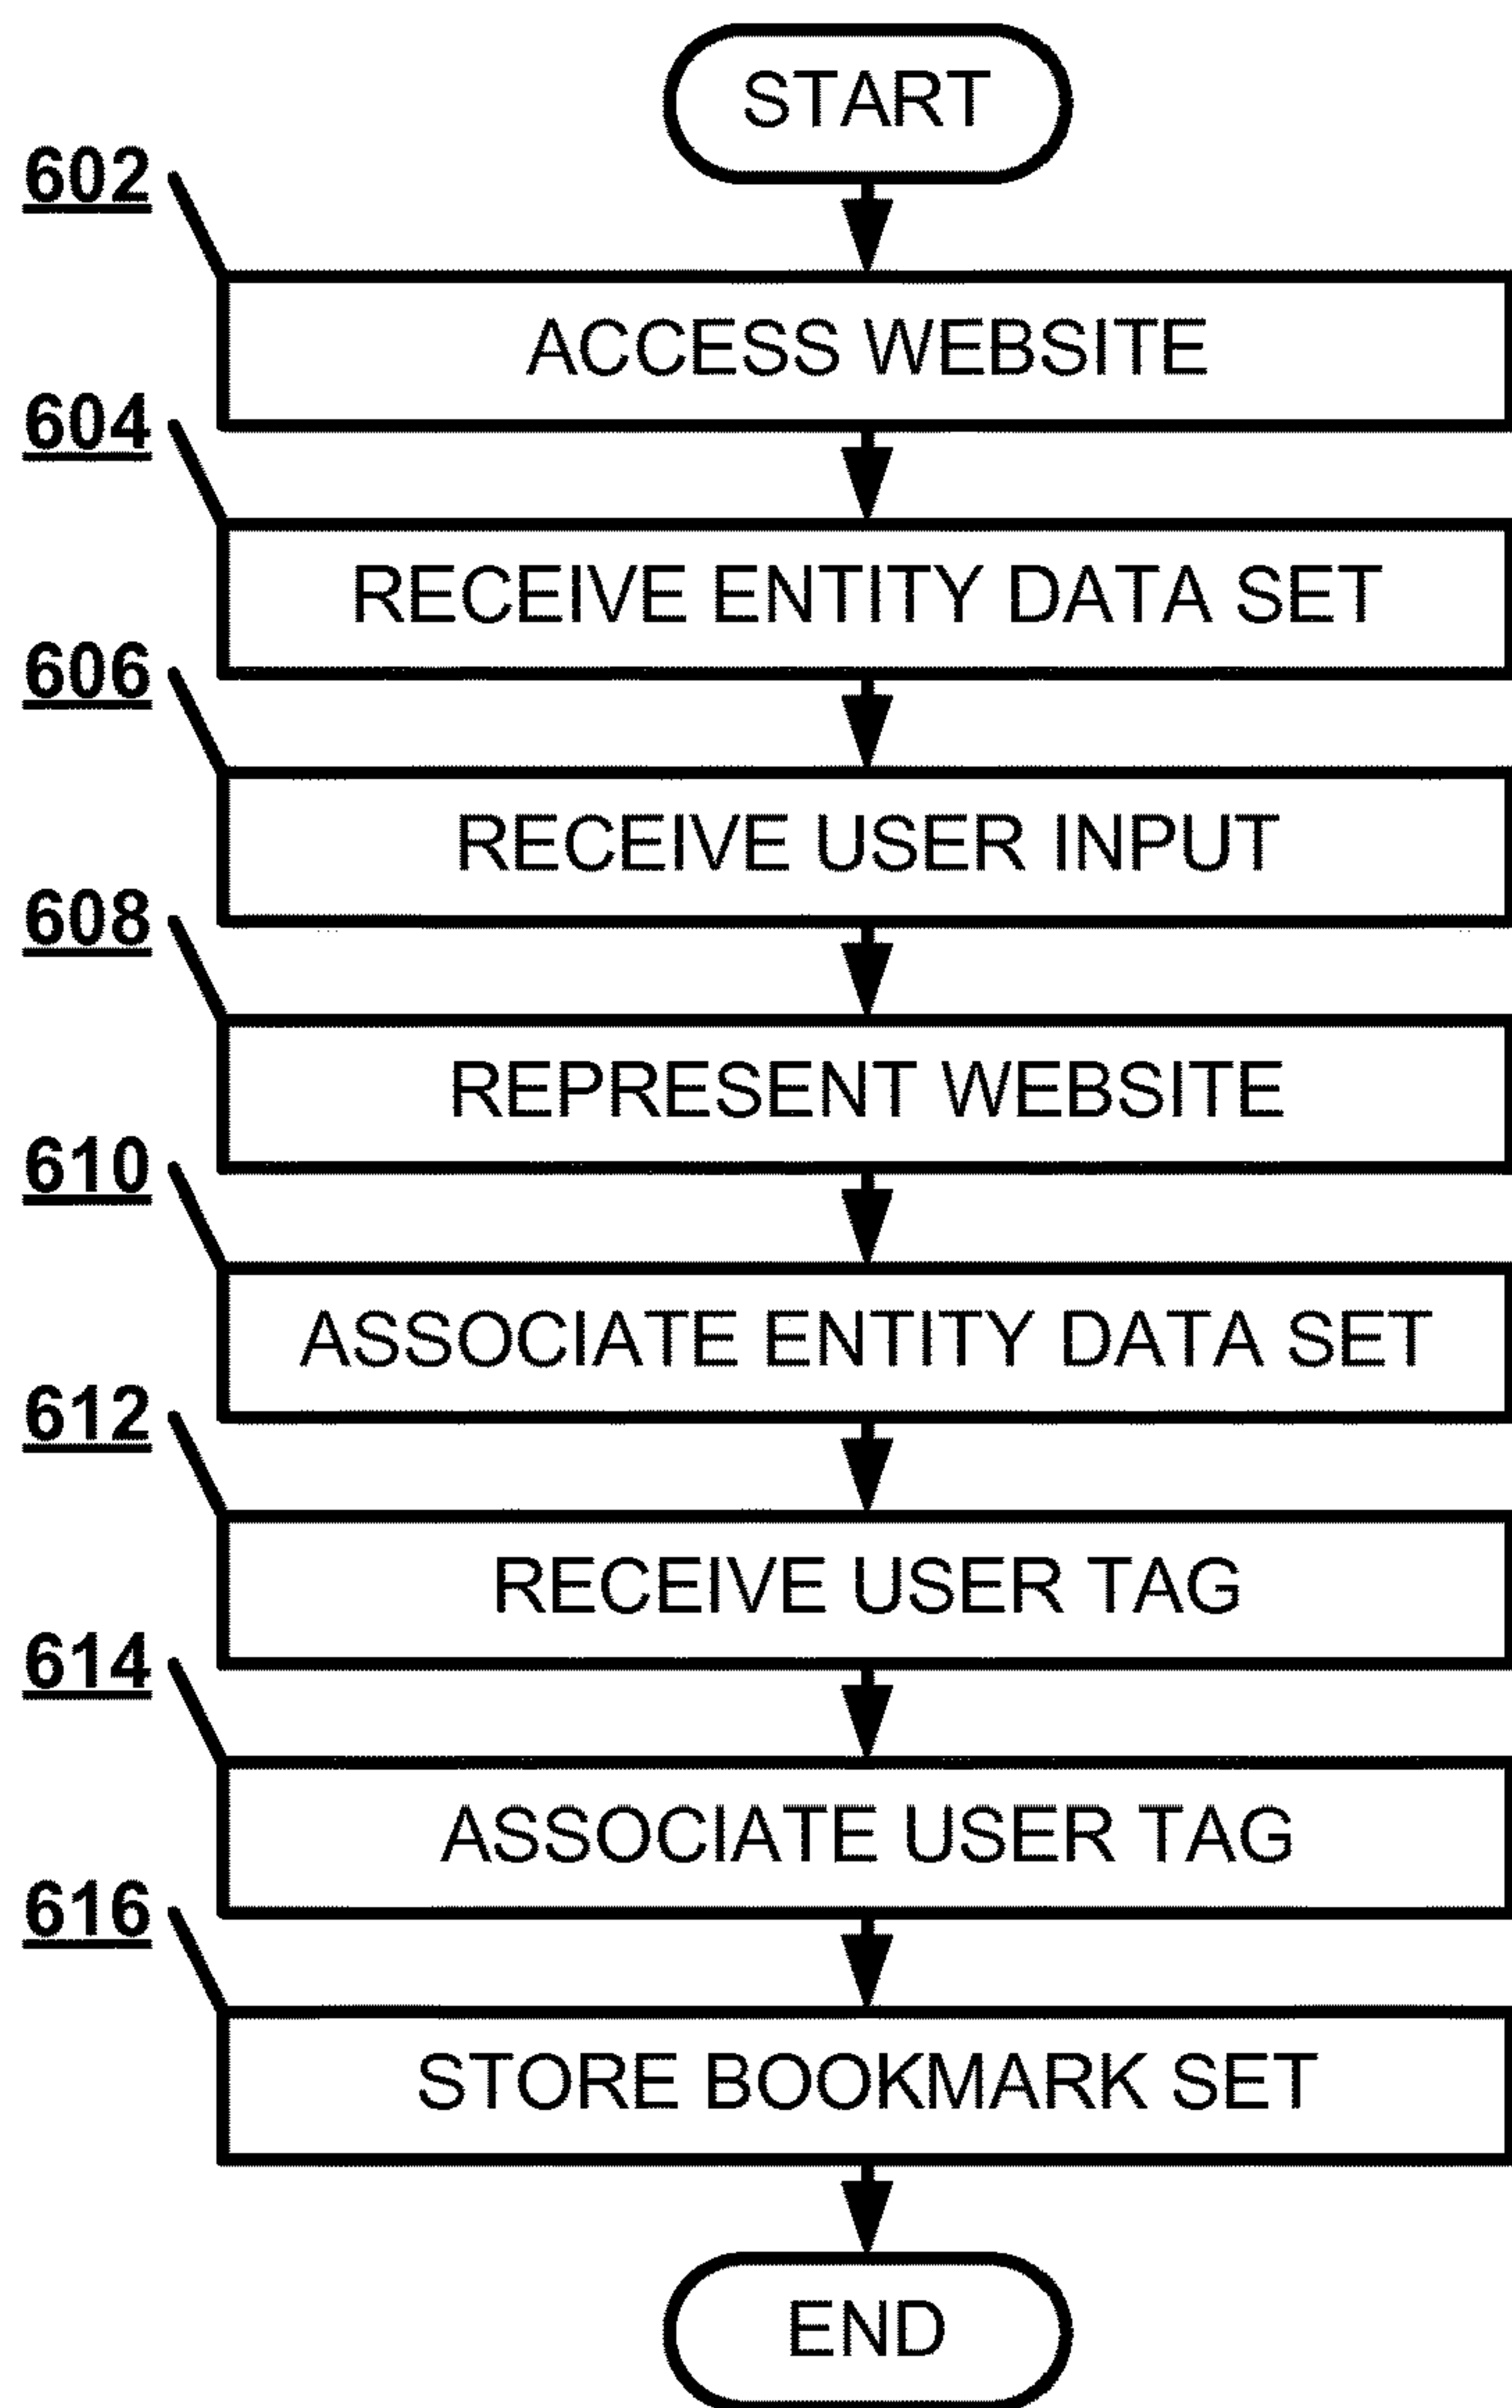 START
602
ACCESS WEBSITE
604
RECEIVE ENTITY DATA SET
606
RECEIVE USER INPUT
608
REPRESENT WEBSITE
610
ASSOCIATE ENTITY DATA SET
612
RECEIVE USER TAG
614
ASSOCIATE USER TAG
616
STORE BOOKMARK SET
END